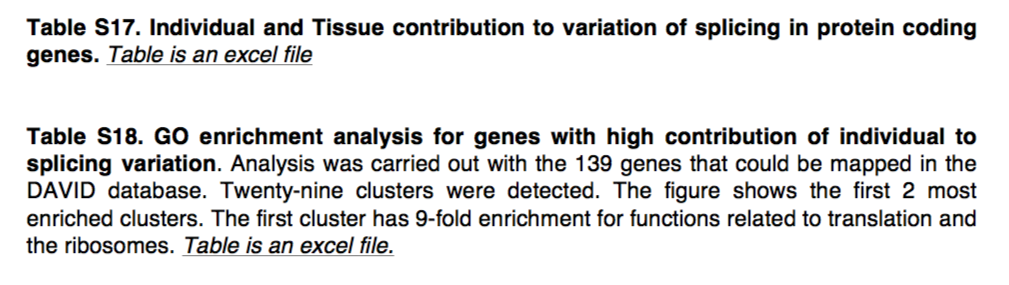 Table S17. Individual and Tissue contribution to variation of splicing in protein coding
genes. Table is an excel file
Table S18. GO enrichment analysis for genes with high contribution of individual to
splicing variation. Analysis was carried out with the 139 genes that could be mapped in the
DAVID database. Twenty-nine clusters were detected. The figure shows the first 2 most
enriched clusters. The first cluster has 9-fold enrichment for functions related to translation and
the ribosomes. Table is an excel file.